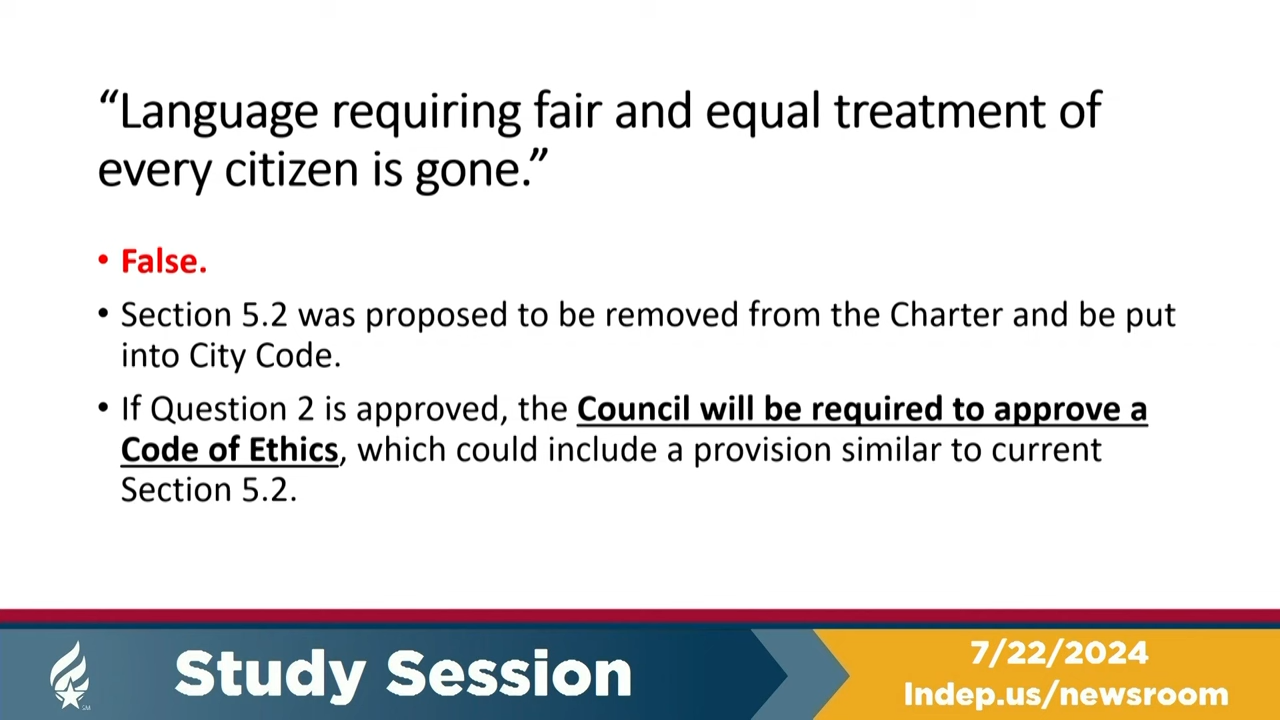 “Language requiring fair and equal treatment of
every citizen is gone.”
• False.
• Section 5.2 was proposed to be removed from the Charter and be put
into City Code.
• If Question 2 is approved, the Council will be required to approve a
Code of Ethics, which could include a provision similar to current
Section 5.2.
Study Session
7/22/2024
Indep.us/newsroom
SM